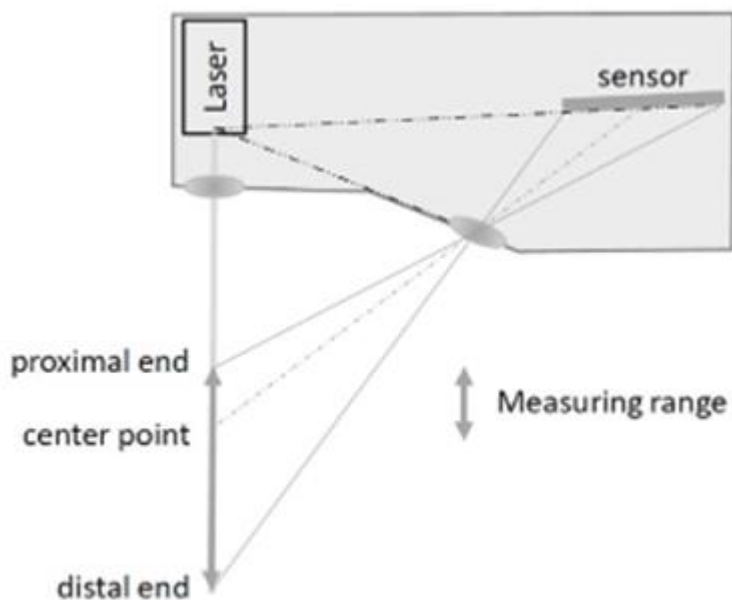 Laser
sensor
proximal end
center point
Measuring range
distal end